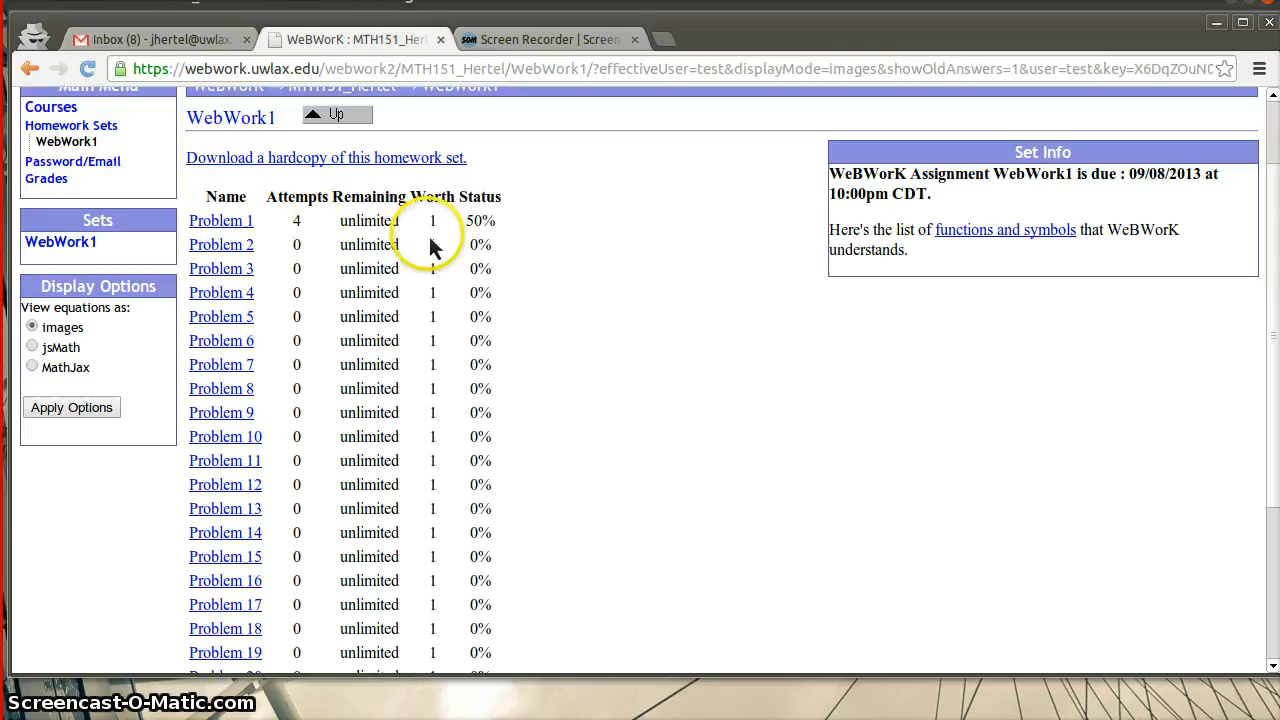 Inbox (8) - jhertel@uwlax.
WeBWorK : MTH151_Her
Screen Recorder | Screen
https://webwork.uwlax.edu/webwork2/MTH151_Hertel/WebWork1/?effectiveUser=test&displayMode=images&showOldAnswers=1&user=test&key=X6DqZOuN
Main Menu
Courses
Homework Sets
WebWork1
Password/Email
Grades
Sets
WebWork1
Display Options
View equations as:
images
jsMath
MathJax
Apply Options
WeBWorK → MTH151_Hertel → WebWork1
WebWork1 Up
Download a hardcopy of this homework set.
Name Attempts Remaining Worth Status
Problem 1 4 unlimited 1 50%
Problem 2 0 unlimited 0%
Problem 3 0 unlimited 1 0%
Problem 4 0 unlimited 1 0%
Problem 5 0 unlimited 1 0%
Problem 6 0 unlimited 1 0%
Problem 7 0 unlimited 1 0%
Problem 8 0 unlimited 1 0%
Problem 9 0 unlimited 1 0%
Problem 10 0 unlimited 1 0%
Problem 11 0 unlimited 1 0%
Problem 12 0 unlimited 1 0%
Problem 13 0 unlimited 1 0%
Problem 14 0 unlimited 1 0%
Problem 15 0 unlimited 1 0%
Problem 16 0 unlimited 1 0%
Problem 17 0 unlimited 1 0%
Problem 18 0 unlimited 1 0%
Problem 19 0 unlimited 1 0%
Set Info
WeBWorK Assignment WebWork1 is due : 09/08/2013 at
10:00pm CDT.
Here's the list of functions and symbols that WeBWorK
understands.
Screencast-O-Matic.com